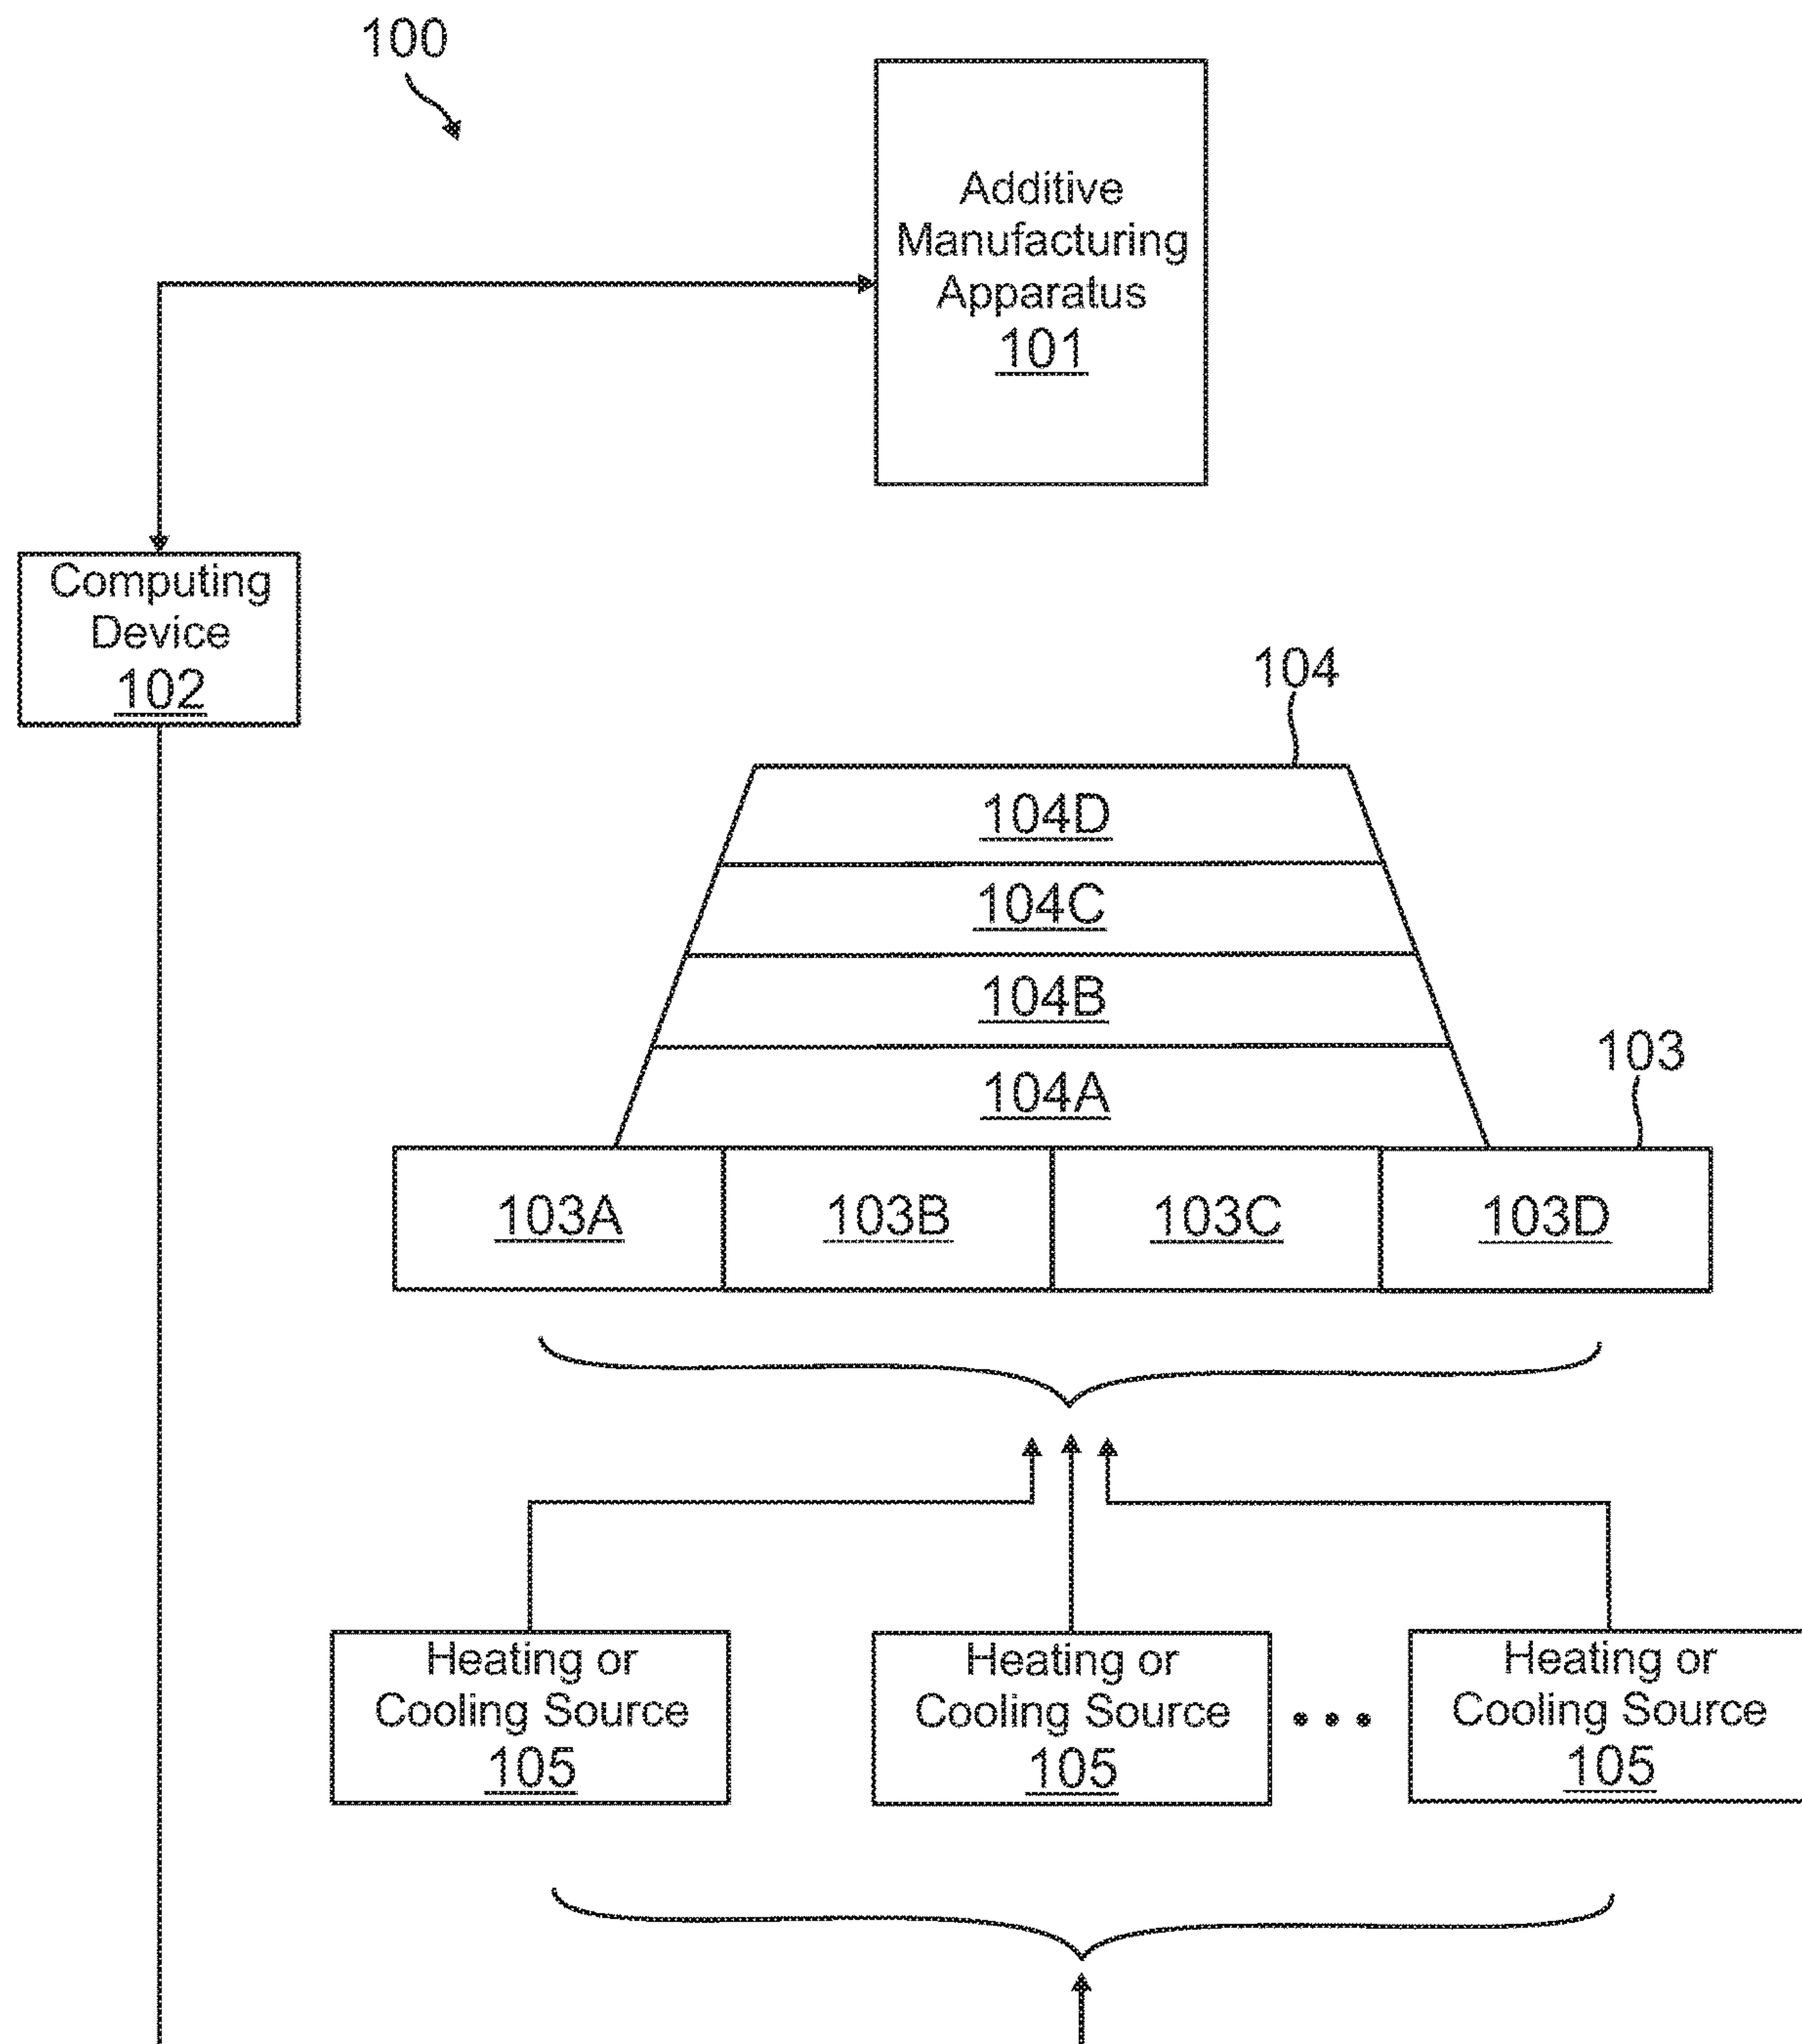 100
Additive
Manufacturing
Apparatus
101
Computing
Device
102
104
104D
104C
104B
103
104A
103A 103B 103C 103D
Heating or
Cooling Source
105
Heating or
Cooling Source
105
• • •
Heating or
Cooling Source
105